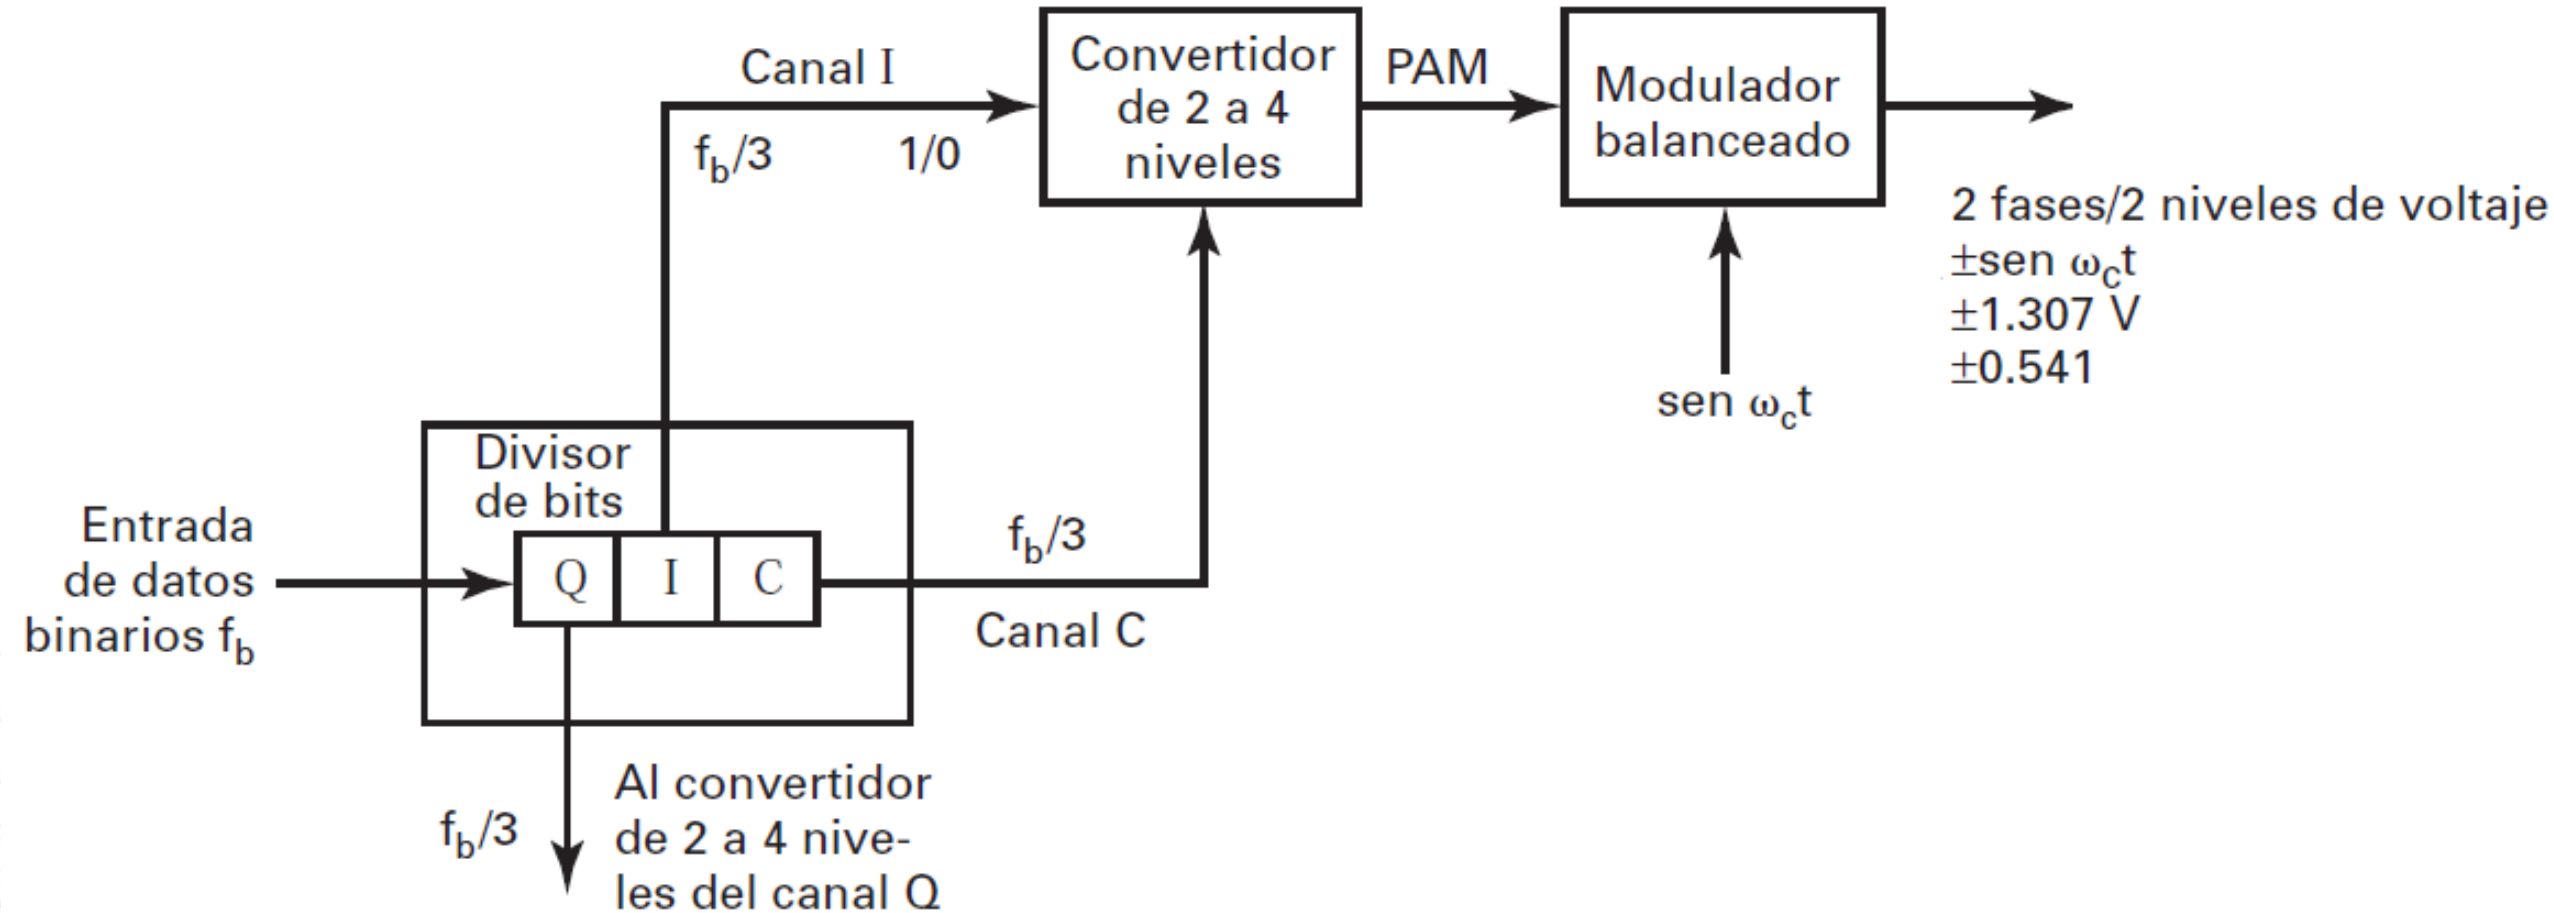 Canal I
f_b/3
1/0
Convertidor
de 2 a 4
niveles
PAM
Modulador
balanceado
2 fases/2 niveles de voltaje
±sen ω_ct
±1.307 V
±0.541
sen ω_ct
Divisor
de bits
Q I C
Entrada
de datos
binarios f_b
f_b/3
Canal C
f_b/3
Al convertidor
de 2 a 4 nive-
les del canal Q